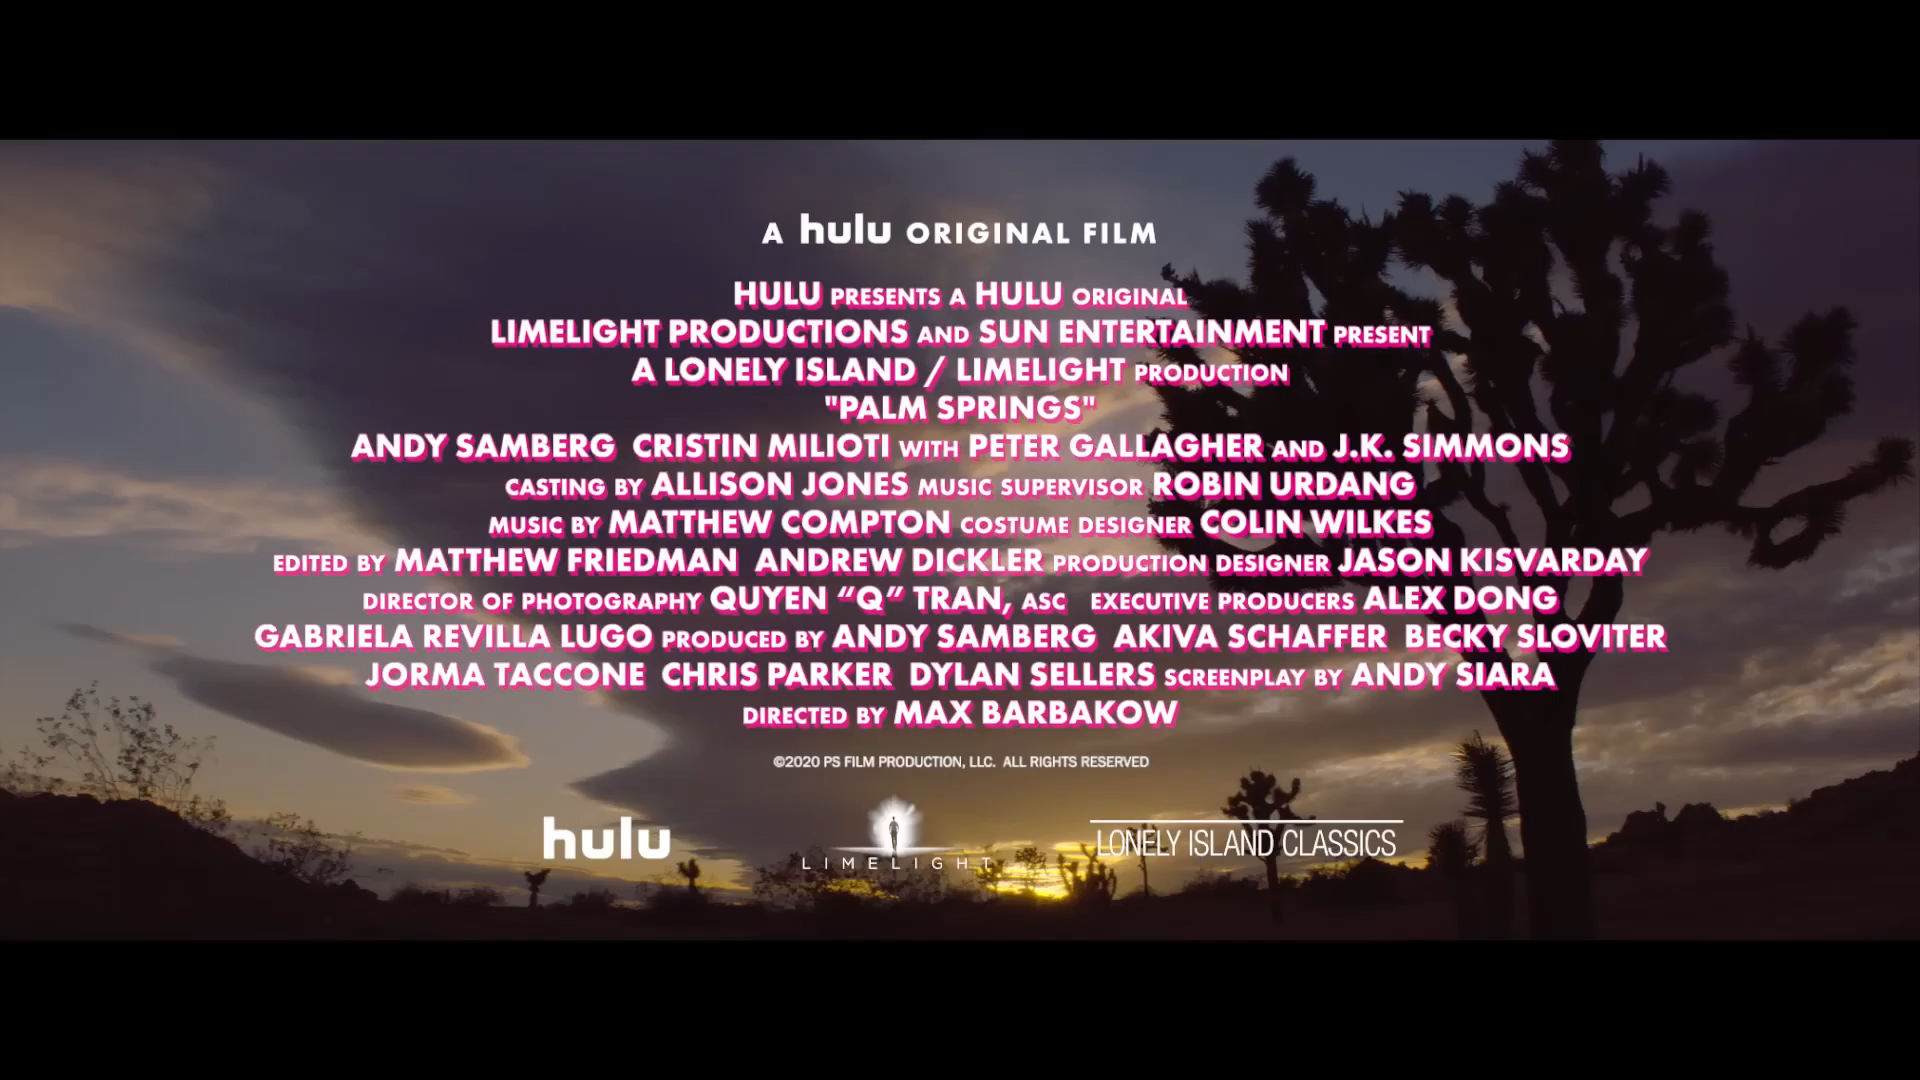 A hulu ORIGINAL FILM
HULU PRESENTS A HULU ORIGINAL
LIMELIGHT PRODUCTIONS AND SUN ENTERTAINMENT PRESENT
A LONELY ISLAND / LIMELIGHT PRODUCTION
"PALM SPRINGS"
ANDY SAMBERG CRISTIN MILIOTI WITH PETER GALLAGHER AND J.K. SIMMONS
CASTING BY ALLISON JONES MUSIC SUPERVISOR ROBIN URDANG
MUSIC BY MATTHEW COMPTON COSTUME DESIGNER COLIN WILKES
EDITED BY MATTHEW FRIEDMAN ANDREW DICKLER PRODUCTION DESIGNER JASON KISVARDAY
DIRECTOR OF PHOTOGRAPHY QUYEN “Q” TRAN, ASC EXECUTIVE PRODUCERS ALEX DONG
GABRIELA REVILLA LUGO PRODUCED BY ANDY SAMBERG AKIVA SCHAFFER BECKY SLOVITER
JORMA TACCONE CHRIS PARKER DYLAN SELLERS SCREENPLAY BY ANDY SIARA
DIRECTED BY MAX BARBAKOW
©2020 PS FILM PRODUCTION, LLC. ALL RIGHTS RESERVED
hulu LIMELIGHT LONELY ISLAND CLASSICS